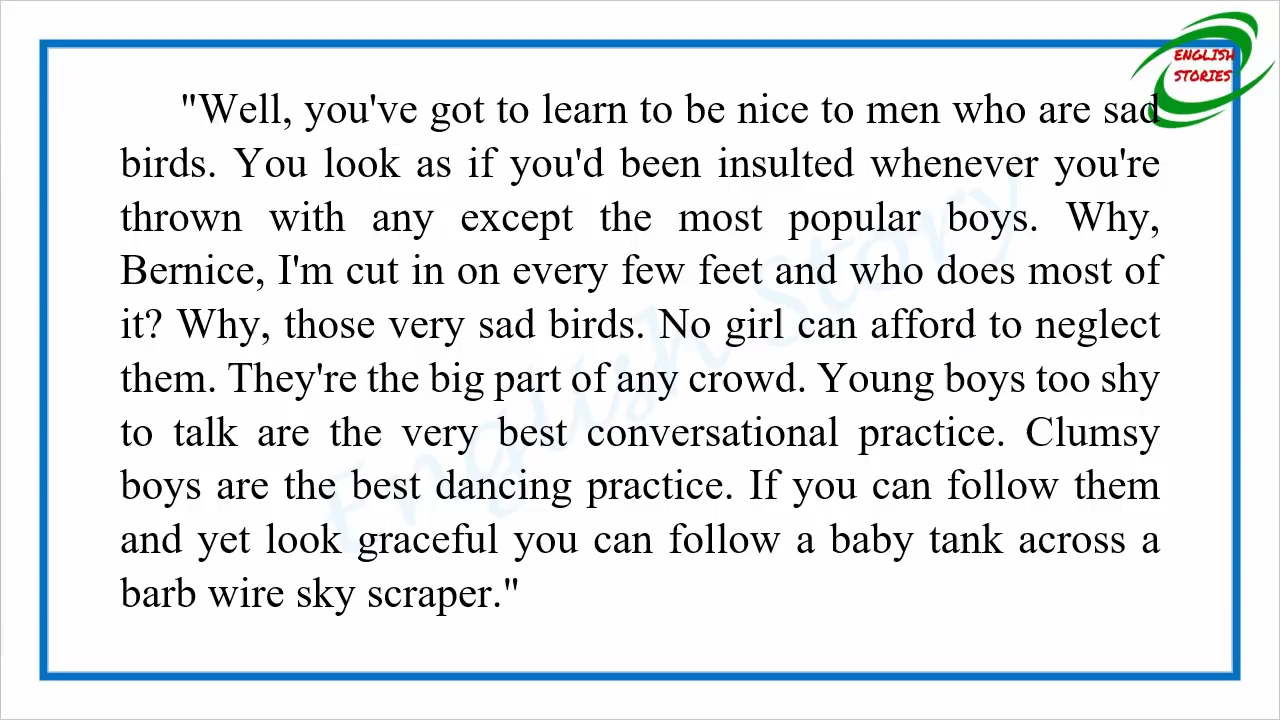 ENGLISH
STORIES
"Well, you've got to learn to be nice to men who are sad
birds. You look as if you'd been insulted whenever you're
thrown with any except the most popular boys. Why,
Bernice, I'm cut in on every few feet and who does most of
it? Why, those very sad birds. No girl can afford to neglect
them. They're the big part of any crowd. Young boys too shy
to talk are the very best conversational practice. Clumsy
boys are the best dancing practice. If you can follow them
and yet look graceful you can follow a baby tank across a
barb wire sky scraper."
English Story